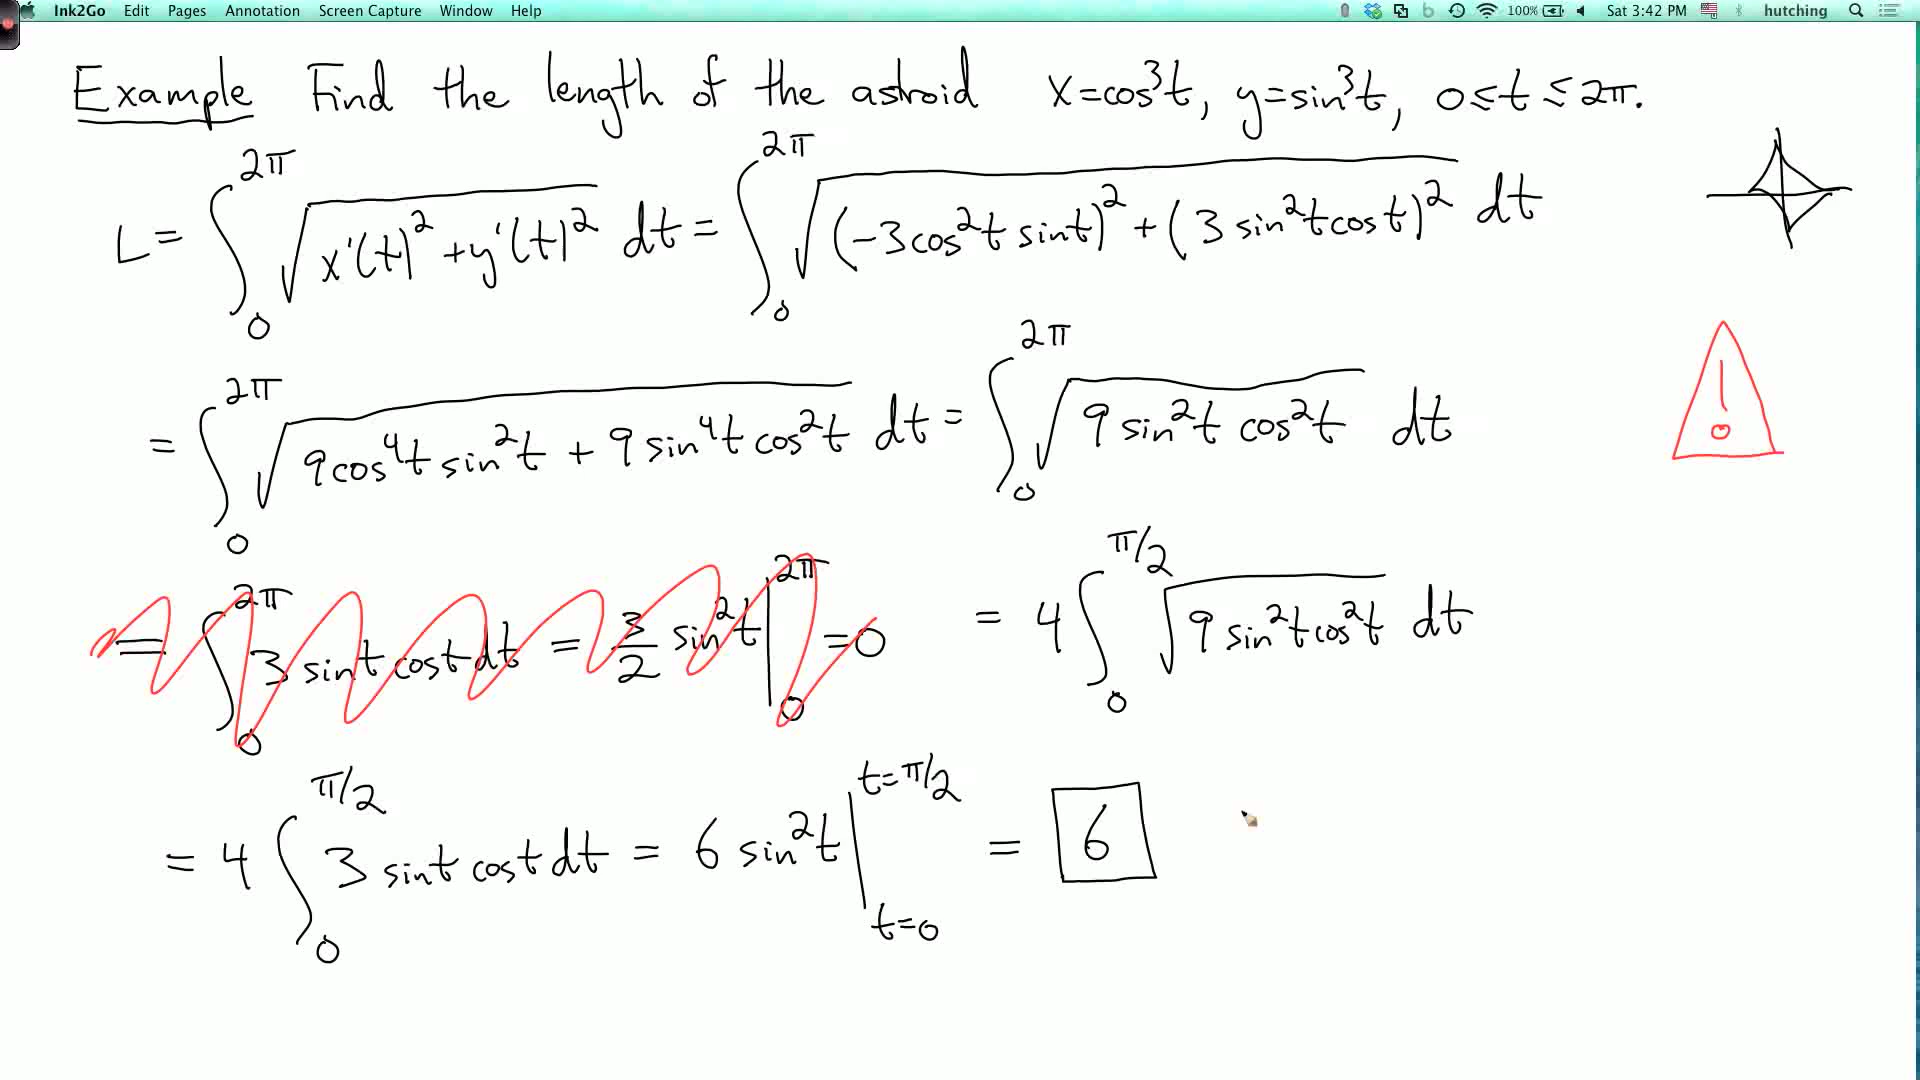 Ink2Go Edit Pages Annotation Screen Capture Window Help 100% Sat 3:42 PM hutching
Example Find the length of the astroid x=cos³t, y=sin³t, 0≤t≤2π.
L = ∫₀^{2π} √(x'(t)² + y'(t)²) dt = ∫₀^{2π} √((-3cos²t sint)² + (3 sin²t cost)²) dt
= ∫₀^{2π} √(9cos⁴t sin²t + 9 sin⁴t cos²t) dt = ∫₀^{2π} √(9 sin²t cos²t) dt
!
= ∫₀^{2π} 3 sint cost dt = 3/2 sin²t |₀^{2π} = 0
= 4 ∫₀^{π/2} √(9 sin²t cos²t) dt
= 4 ∫₀^{π/2} 3 sint cost dt = 6 sin²t |_{t=0}^{t=π/2} = 6